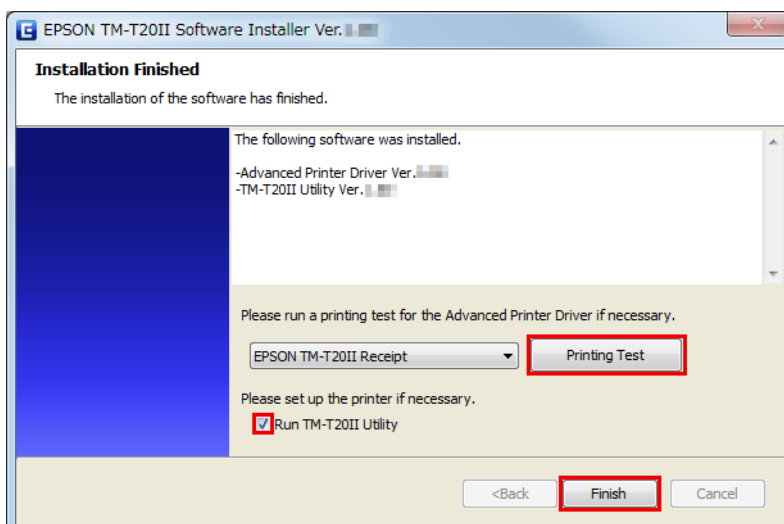 EPSON TM-T20II Software Installer Ver.
Installation Finished
The installation of the software has finished.
The following software was installed.
-Advanced Printer Driver Ver.
-TM-T20II Utility Ver.
Please run a printing test for the Advanced Printer Driver if necessary.
EPSON TM-T20II Receipt
Printing Test
Please set up the printer if necessary.
Run TM-T20II Utility
<Back
Finish
Cancel